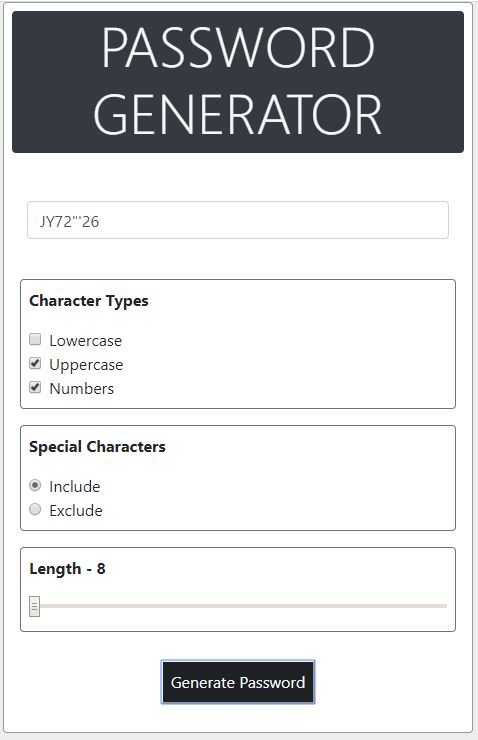 PASSWORD
GENERATOR
JY72"'26
Character Types
Lowercase
Uppercase
Numbers
Special Characters
Include
Exclude
Length - 8
Generate Password